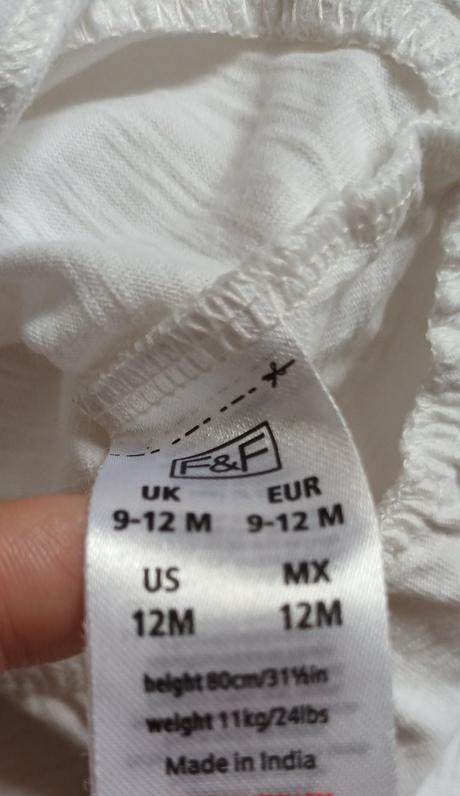 F&F
UK EUR
9-12 M 9-12 M
US MX
12M 12M
height 80cm/31½in
weight 11kg/24lbs
Made in India